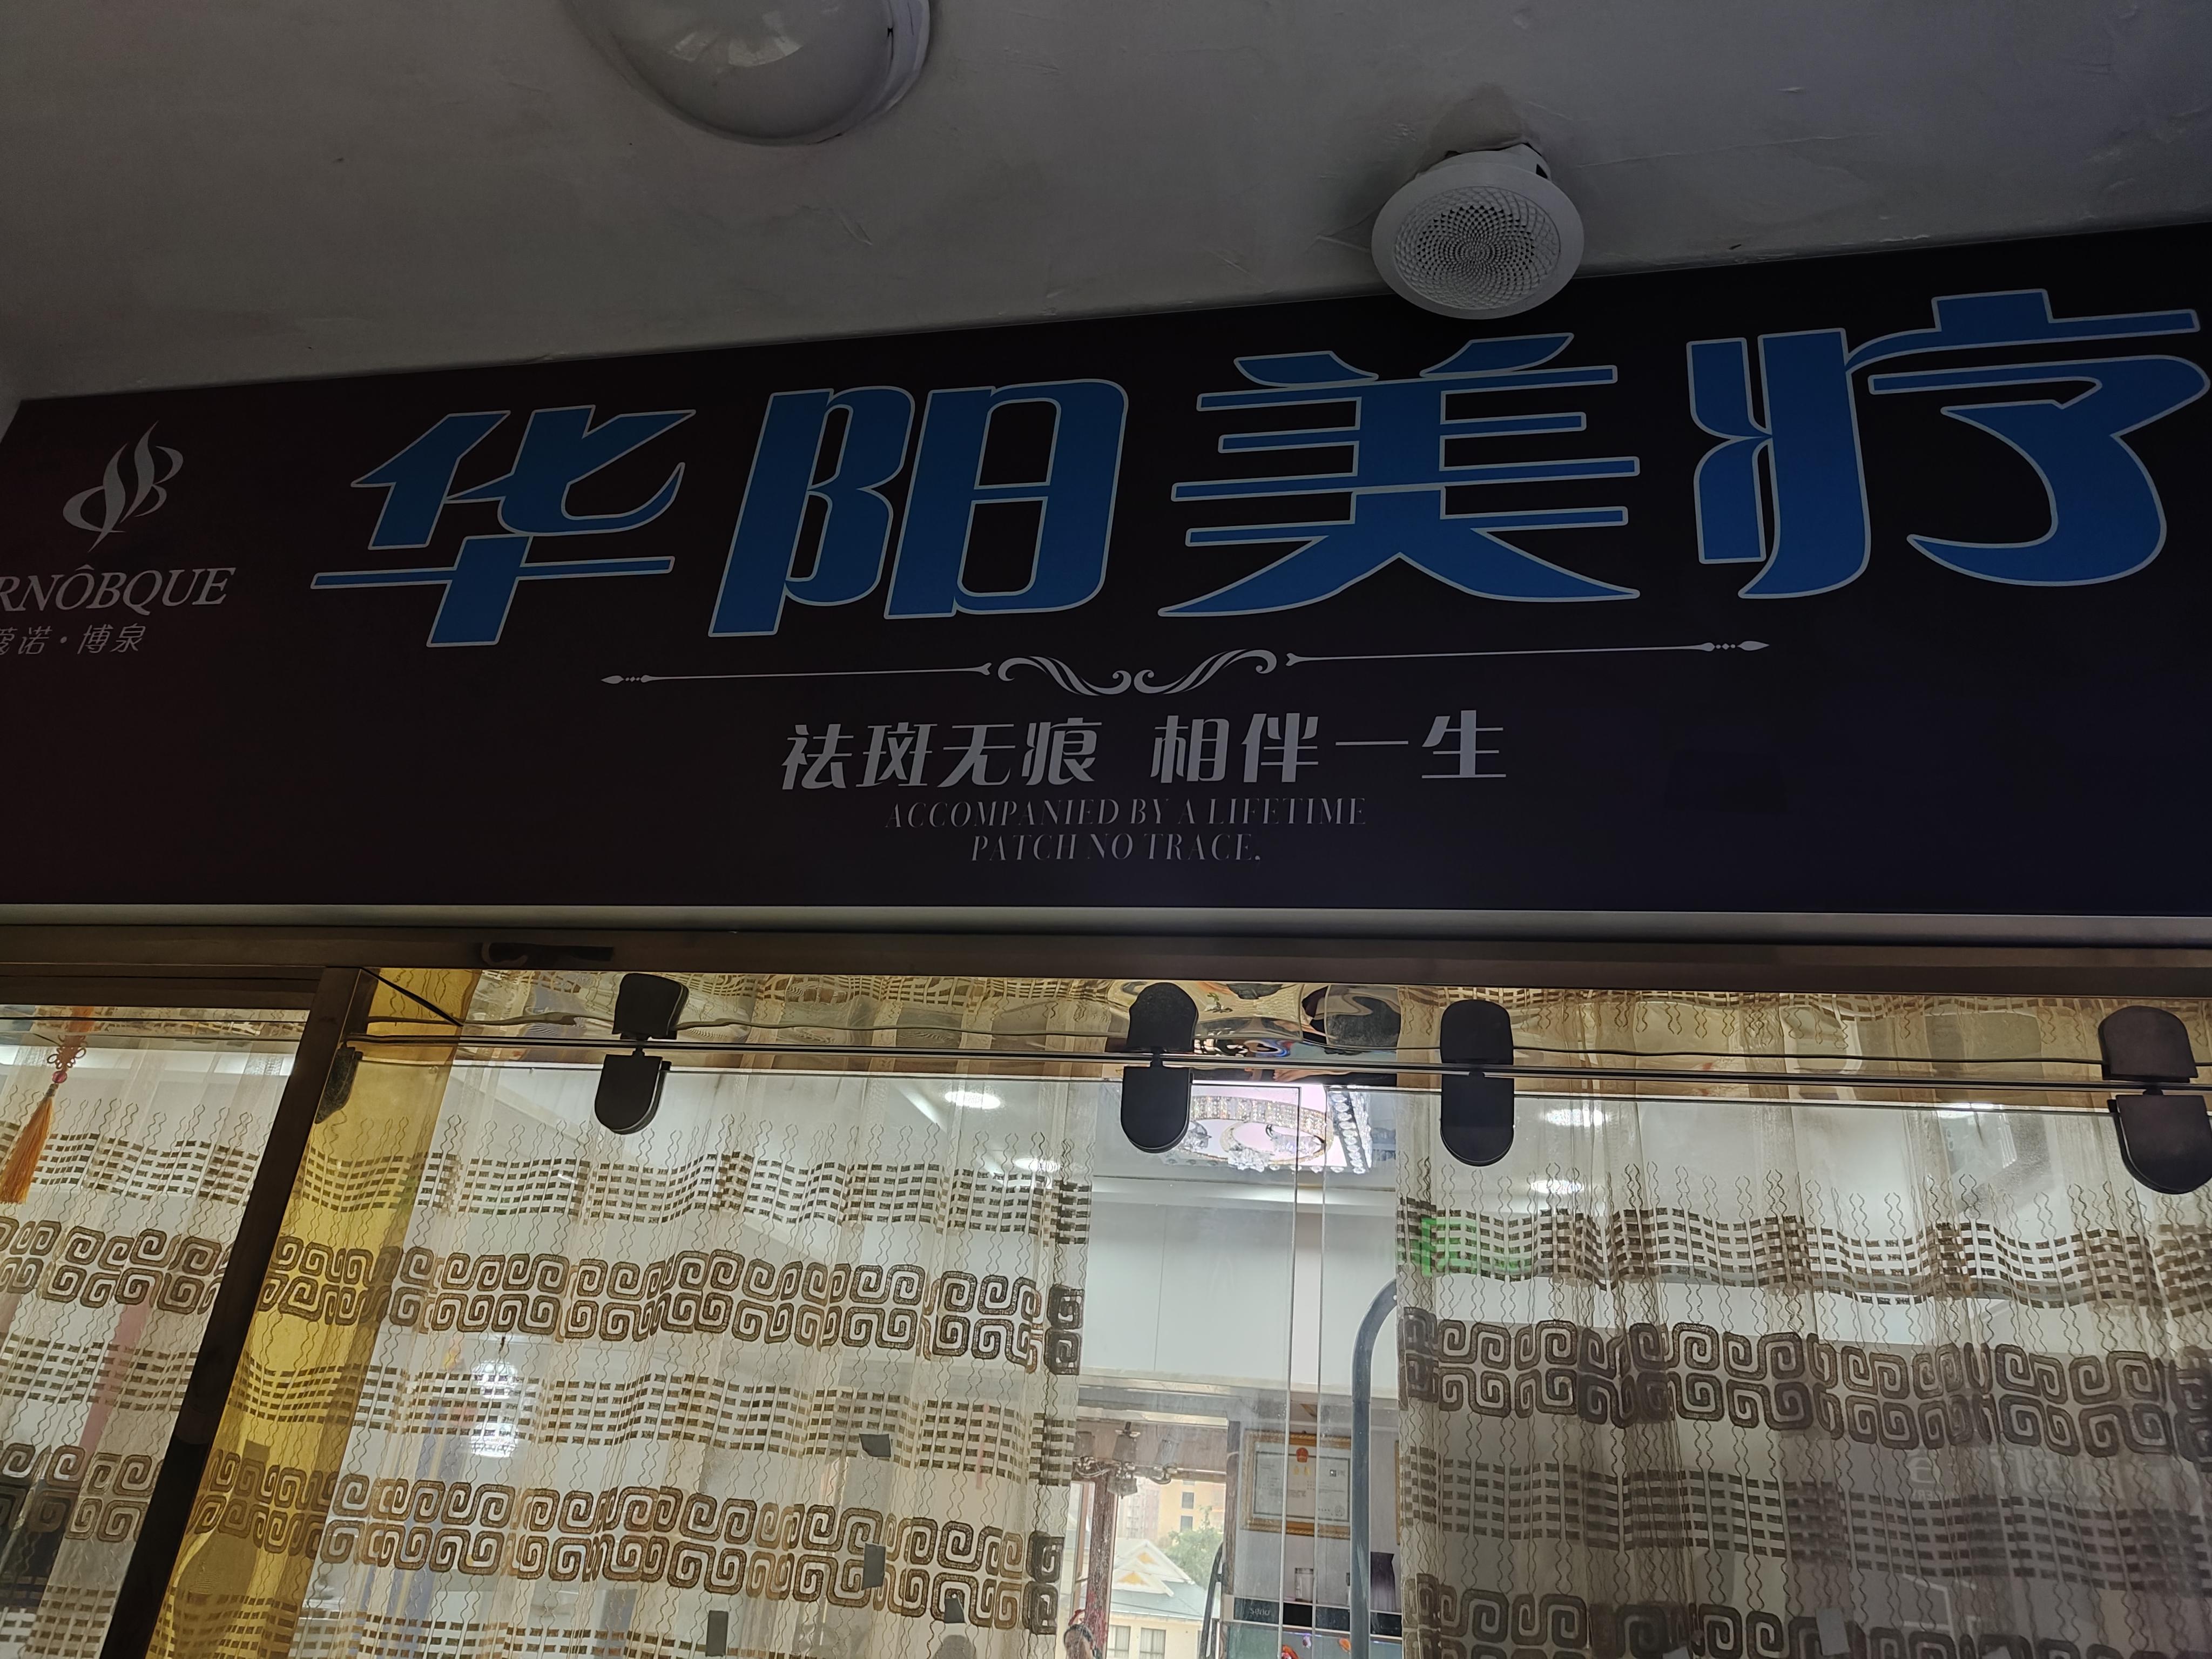 RNÔBQUE
蔻诺·博泉
华阳美疗
祛斑无痕 相伴一生
ACCOMPANIED BY A LIFETIME
PATCH NO TRACE.